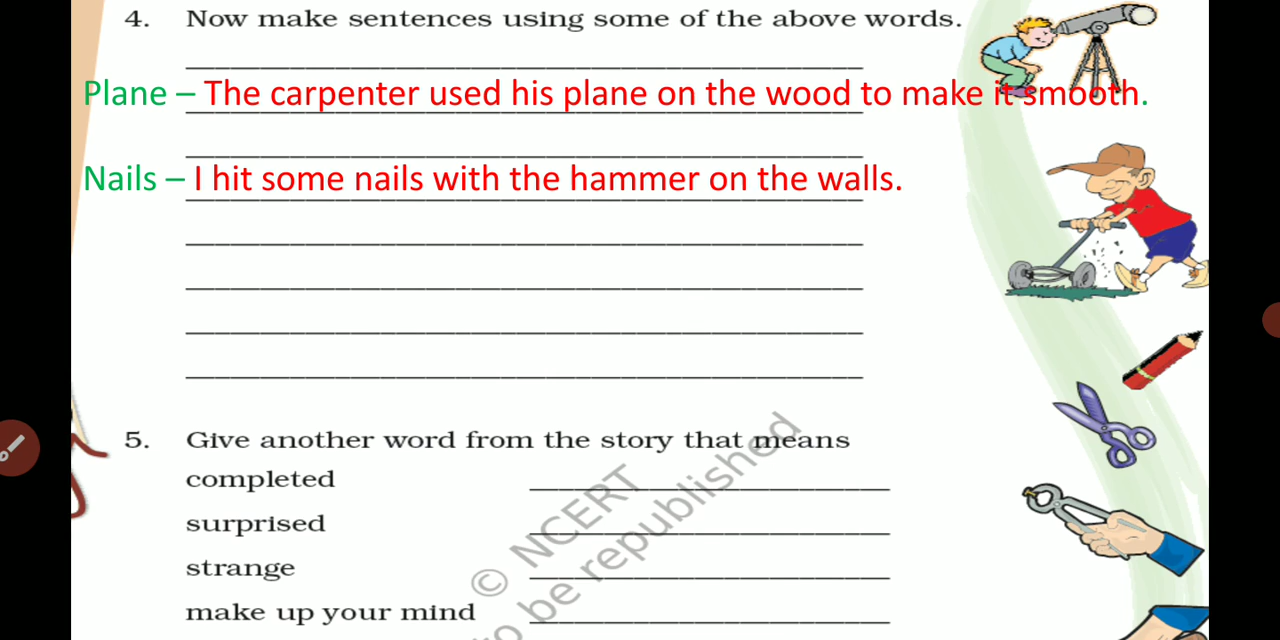 4. Now make sentences using some of the above words.
Plane – The carpenter used his plane on the wood to make it smooth.
Nails – I hit some nails with the hammer on the walls.
5. Give another word from the story that means
completed
surprised
strange
make up your mind
© NCERT
to be republished